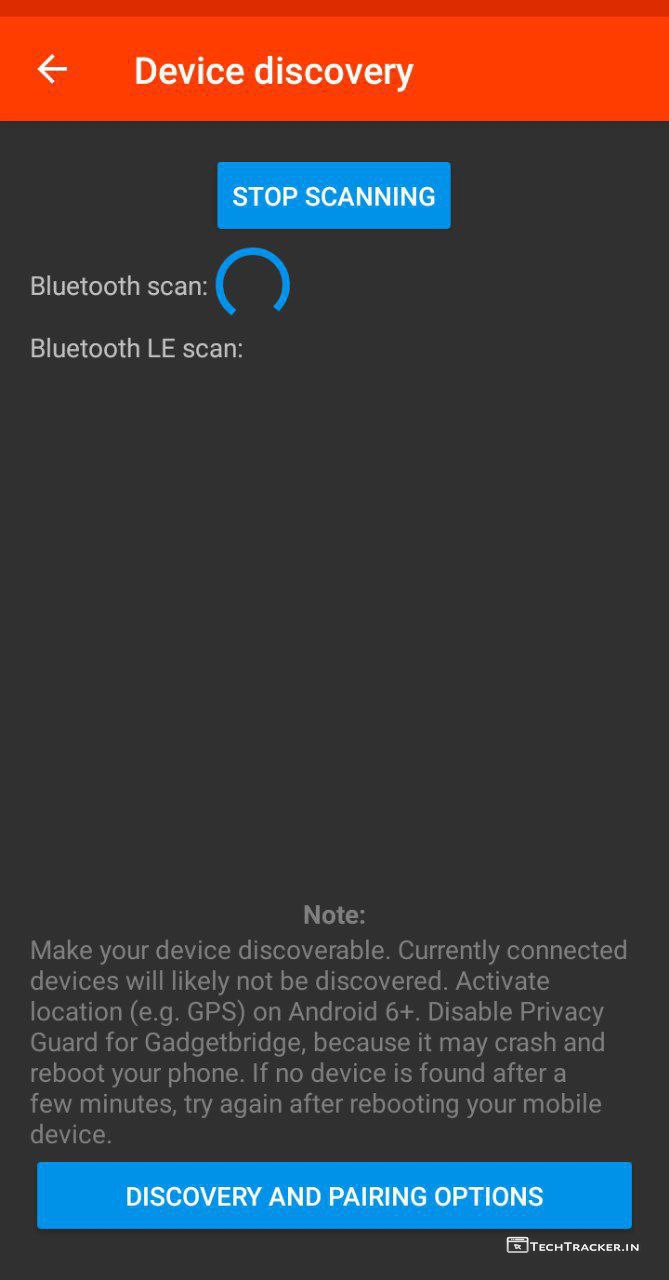 Device discovery
STOP SCANNING
Bluetooth scan:
Bluetooth LE scan:
Note:
Make your device discoverable. Currently connected
devices will likely not be discovered. Activate
location (e.g. GPS) on Android 6+. Disable Privacy
Guard for Gadgetbridge, because it may crash and
reboot your phone. If no device is found after a
few minutes, try again after rebooting your mobile
device.
DISCOVERY AND PAIRING OPTIONS
TECHTRACKER.IN